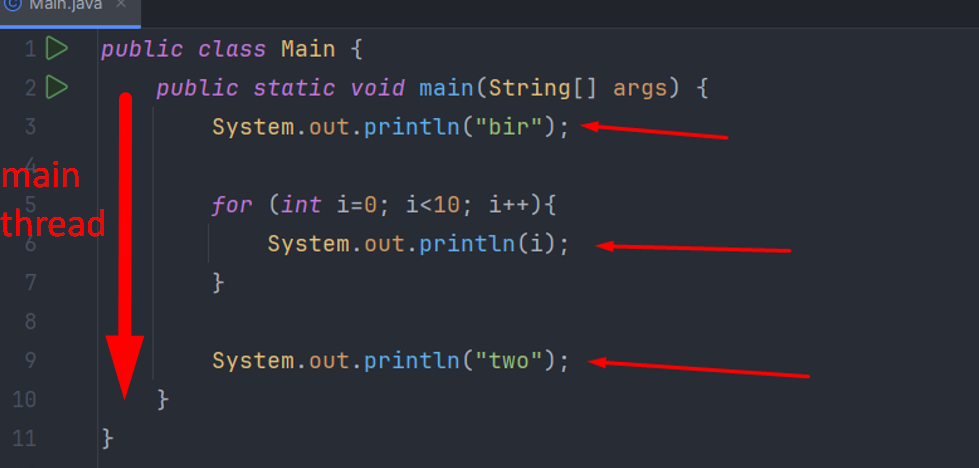 Main.java
1 public class Main {
2 public static void main(String[] args) {
3 System.out.println("bir");
4
main
5 for (int i=0; i<10; i++){
thread
6 System.out.println(i);
7 }
8
9 System.out.println("two");
10 }
11 }